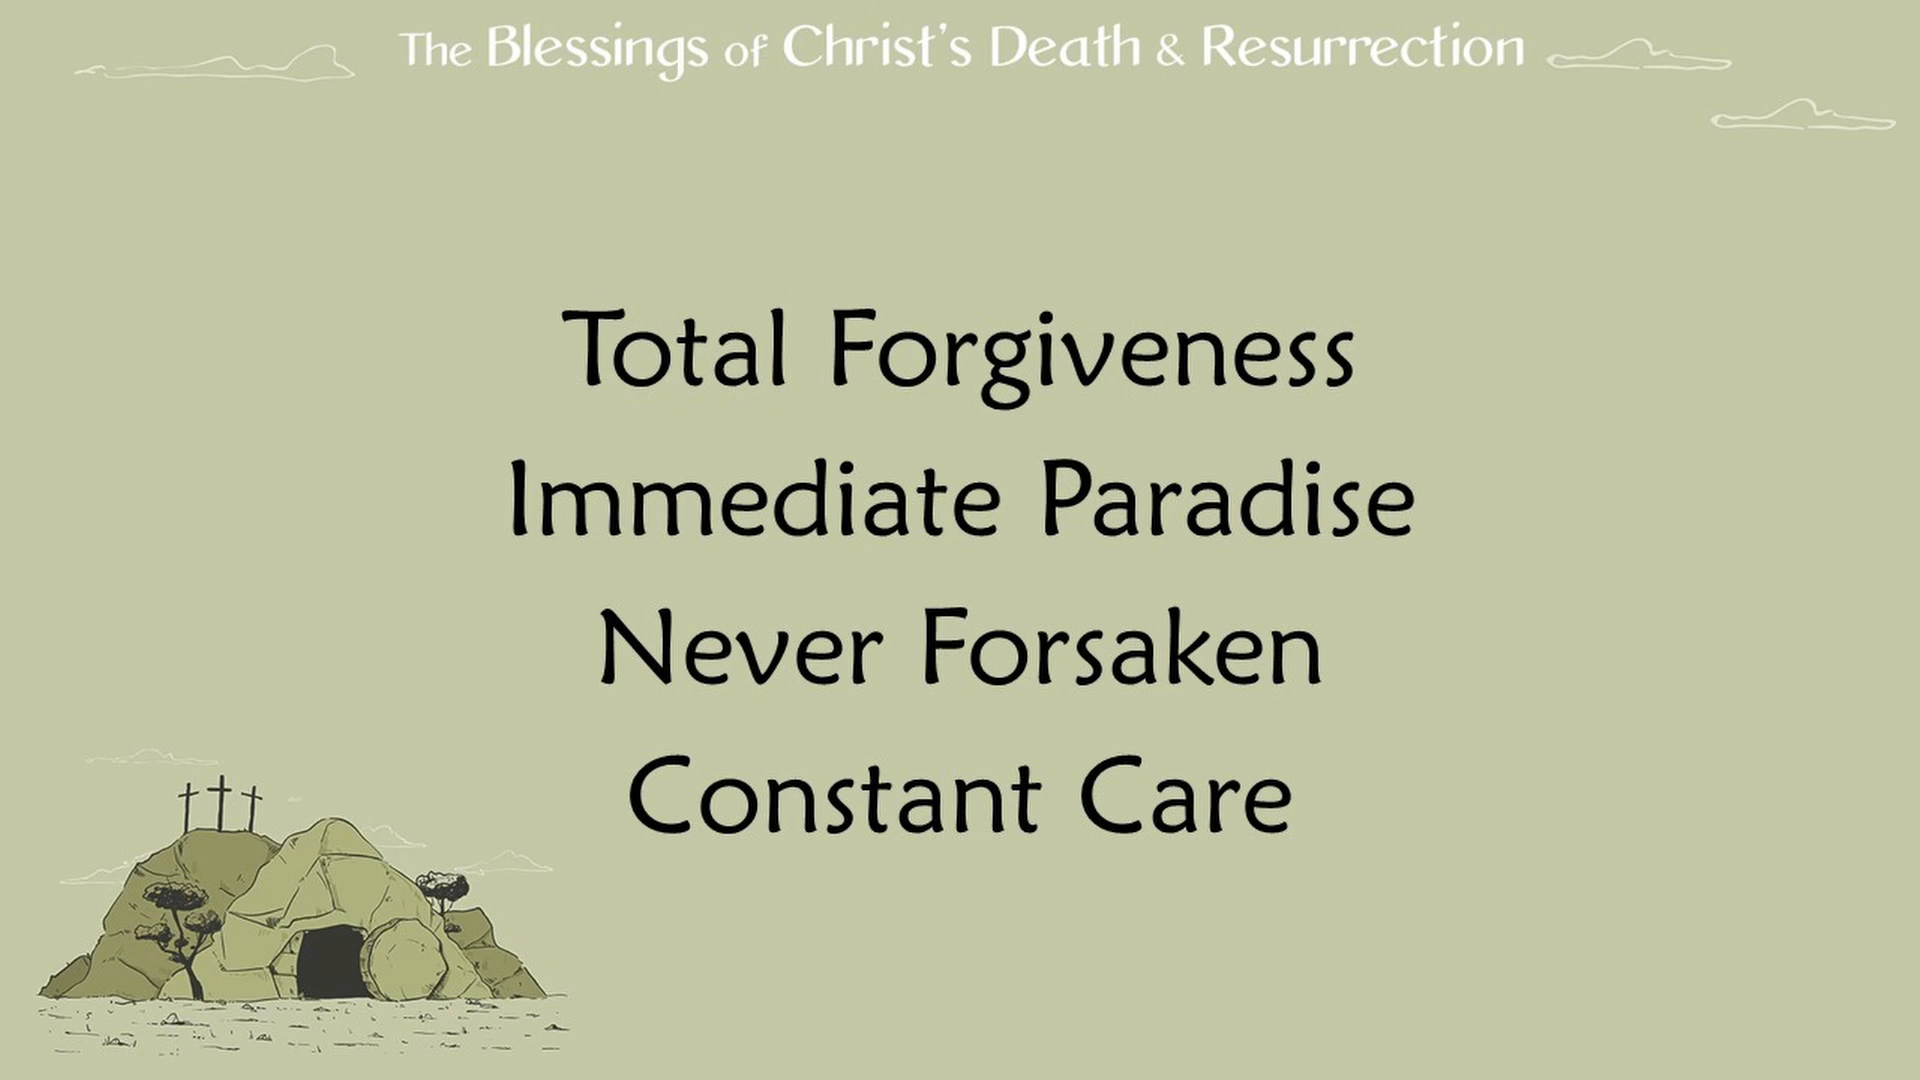 The Blessings of Christ's Death & Resurrection
Total Forgiveness
Immediate Paradise
Never Forsaken
Constant Care